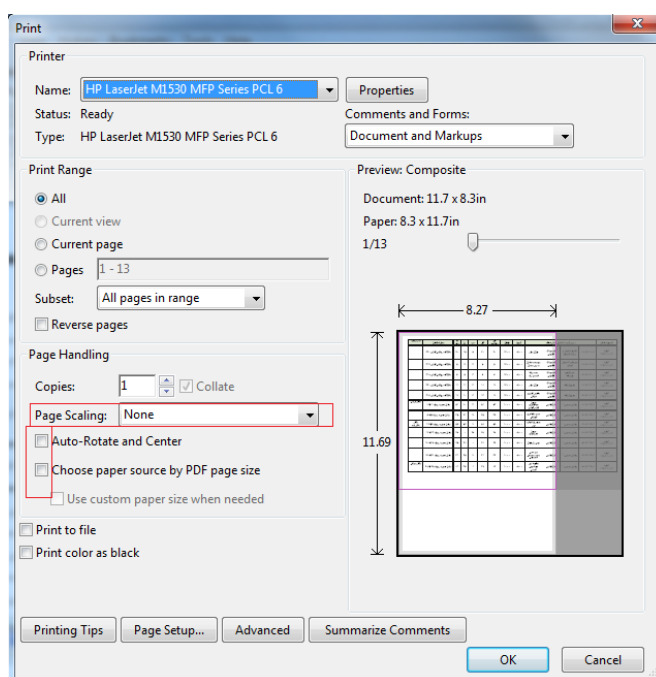 Print
Printer
Name: HP LaserJet M1530 MFP Series PCL 6
Properties
Status: Ready
Comments and Forms:
Type: HP LaserJet M1530 MFP Series PCL 6
Document and Markups
Print Range
All
Current view
Current page
Pages 1 - 13
Subset: All pages in range
Reverse pages
Page Handling
Copies: 1 Collate
Page Scaling: None
Auto-Rotate and Center
Choose paper source by PDF page size
Use custom paper size when needed
Print to file
Print color as black
Preview: Composite
Document: 11.7 x 8.3in
Paper: 8.3 x 11.7in
1/13
8.27
11.69
Printing Tips
Page Setup...
Advanced
Summarize Comments
OK
Cancel